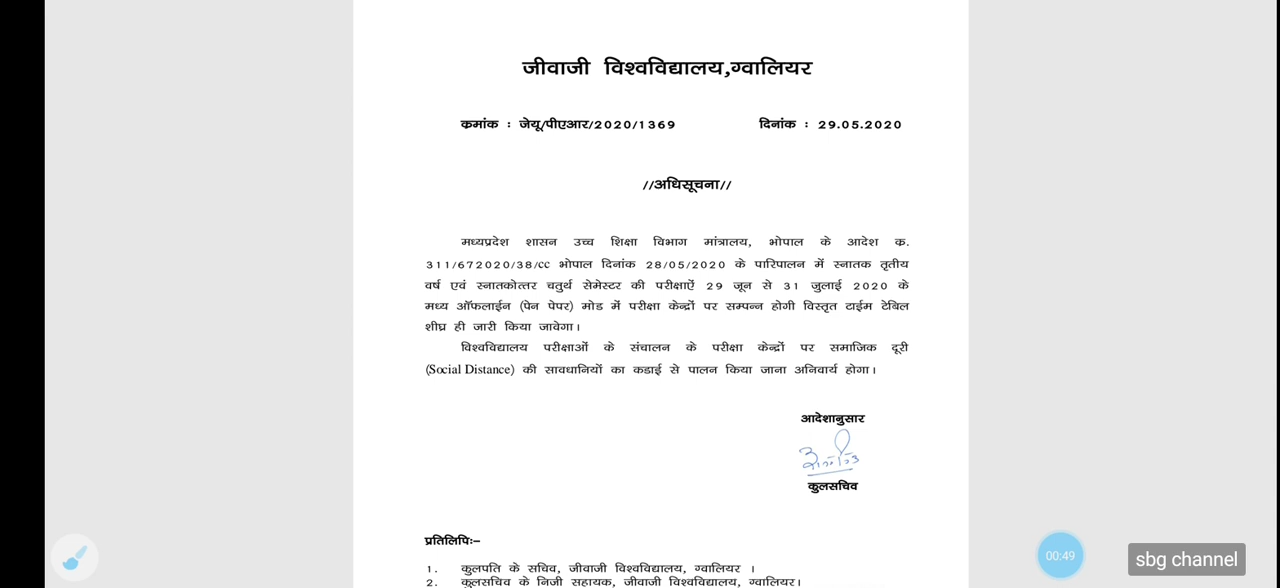 जीवाजी विश्वविद्यालय,ग्वालियर
क्रमांक : जेयू/पीएआर/2020/1369 दिनांक : 29.05.2020
//अधिसूचना//
मध्यप्रदेश शासन उच्च शिक्षा विभाग मांत्रालय, भोपाल के आदेश क्र.
311/672020/38/cc भोपाल दिनांक 28/05/2020 के पारिपालन में स्नातक तृतीय
वर्ष एवं स्नातकोत्तर चतुर्थ सेमेस्टर की परीक्षाऐं 29 जून से 31 जुलाई 2020 के
मध्य ऑफलाईन (पेन पेपर) मोड में परीक्षा केन्द्रों पर सम्पन्न होगी विस्तृत टाईम टेबिल
शीघ्र ही जारी किया जावेगा।
विश्वविद्यालय परीक्षाओं के संचालन के परीक्षा केन्द्रों पर समाजिक दूरी
(Social Distance) की सावधानियों का कडाई से पालन किया जाना अनिवार्य होगा।
आदेशानुसार
कुलसचिव
प्रतिलिपिः–
1. कुलपति के सचिव, जीवाजी विश्वविद्यालय, ग्वालियर ।
2. कुलसचिव के निजी सहायक, जीवाजी विश्वविद्यालय, ग्वालियर।
00:49
sbg channel